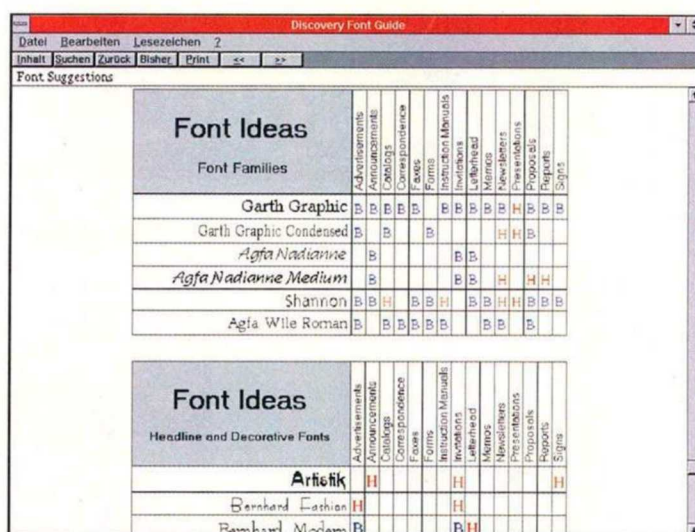 Discovery Font Guide
Datei Bearbeiten Lesezeichen ?
Inhalt Suchen Zurück Bisher Print << >>
Font Suggestions
Font Ideas
Font Families
Advertisements
Announcements
Catalogs
Correspondence
Faxes
Forms
Instruction Manuals
Invitations
Letterhead
Memos
Newsletters
Presentations
Proposals
Reports
Signs
Garth Graphic B B B B B B B B B B H B B B
Garth Graphic Condensed B B B H H B
Agfa Nadianne B B B
Agfa Nadianne Medium B B B H H H
Shannon B B H B B H B B H H B B B
Agfa Wile Roman B B B B B B B B B
Font Ideas
Headline and Decorative Fonts
Advertisements
Announcements
Catalogs
Correspondence
Faxes
Forms
Instruction Manuals
Invitations
Letterhead
Memos
Newsletters
Presentations
Proposals
Reports
Signs
Artistik H H H
Bernhard Fashion H H
Bernhard Modern B B H